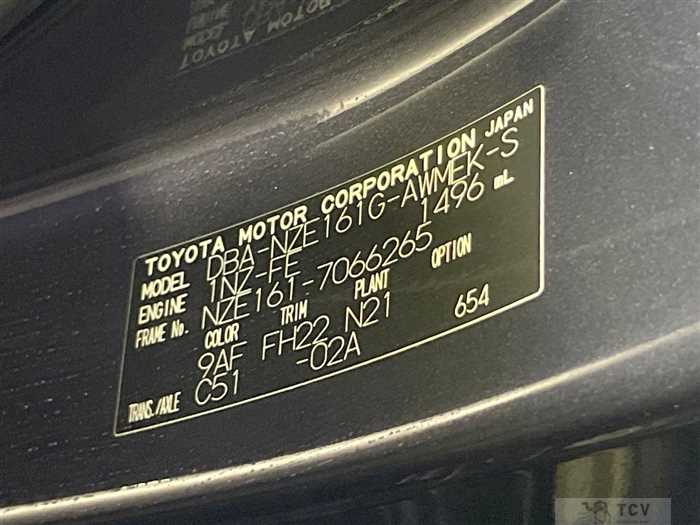 TOYOTA MOTOR CORPORATION JAPAN
MODEL DBA-NZE161G-AWMEK-S
ENGINE 1NZ-FE 1496 mL
FRAME No. NZE161-7066265
COLOR TRIM PLANT OPTION
9AF FH22 N21 654
TRANS./AXLE C51 -02A
TCV